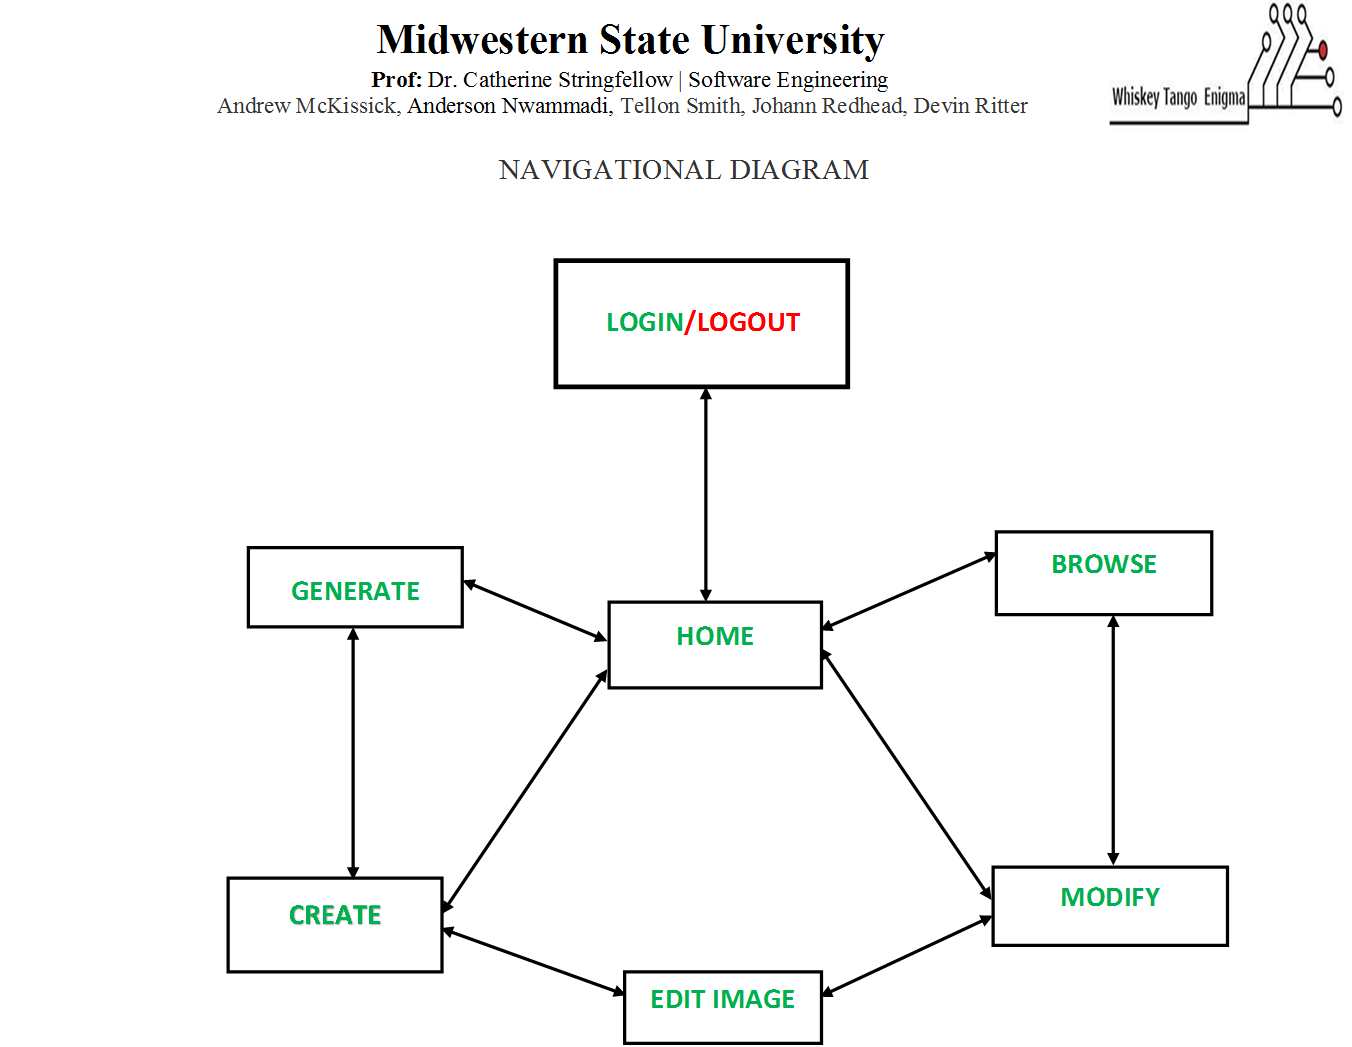 Midwestern State University
Prof: Dr. Catherine Stringfellow | Software Engineering
Andrew McKissick, Anderson Nwammadi, Tellon Smith, Johann Redhead, Devin Ritter
Whiskey Tango Enigma
NAVIGATIONAL DIAGRAM
LOGIN/LOGOUT
BROWSE
GENERATE
HOME
MODIFY
CREATE
EDIT IMAGE